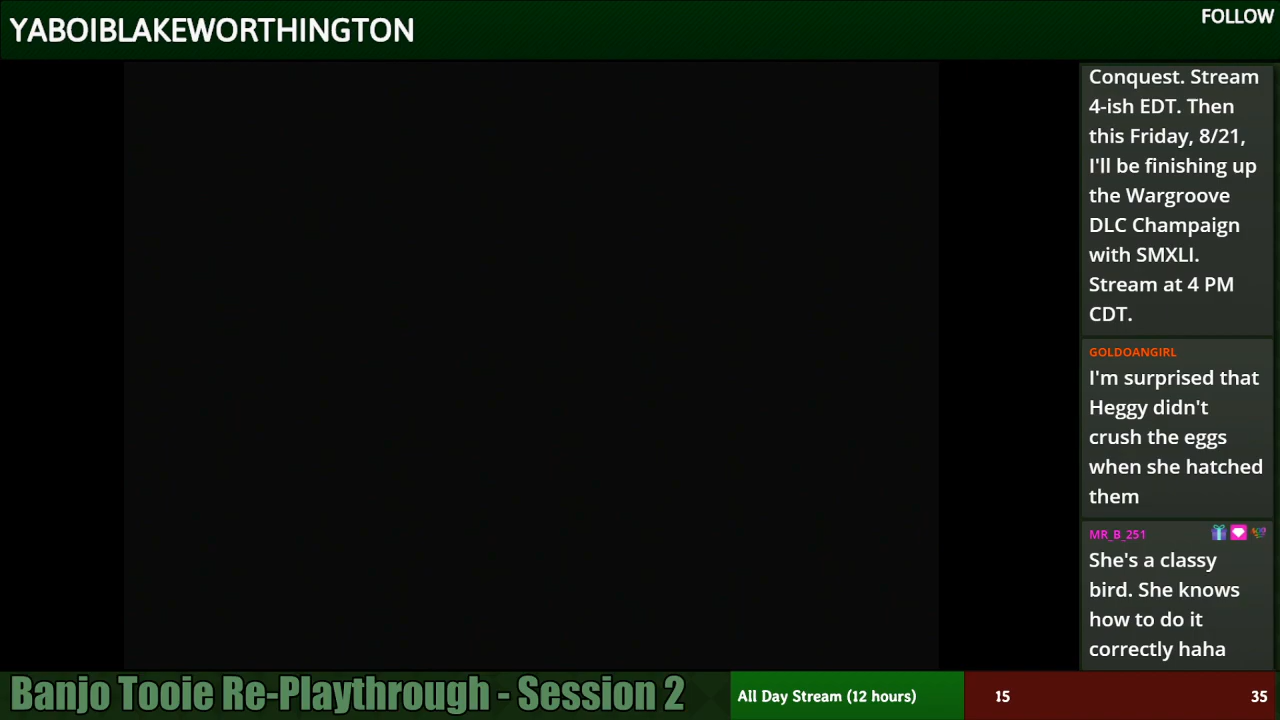 YABOIBLAKEWORTHINGTON
FOLLOW
Conquest. Stream
4-ish EDT. Then
this Friday, 8/21,
I'll be finishing up
the Wargroove
DLC Champaign
with SMXLI.
Stream at 4 PM
CDT.
GOLDOANGIRL
I'm surprised that
Heggy didn't
crush the eggs
when she hatched
them
MR_B_251
She's a classy
bird. She knows
how to do it
correctly haha
Banjo Tooie Re-Playthrough - Session 2
All Day Stream (12 hours)
15
35